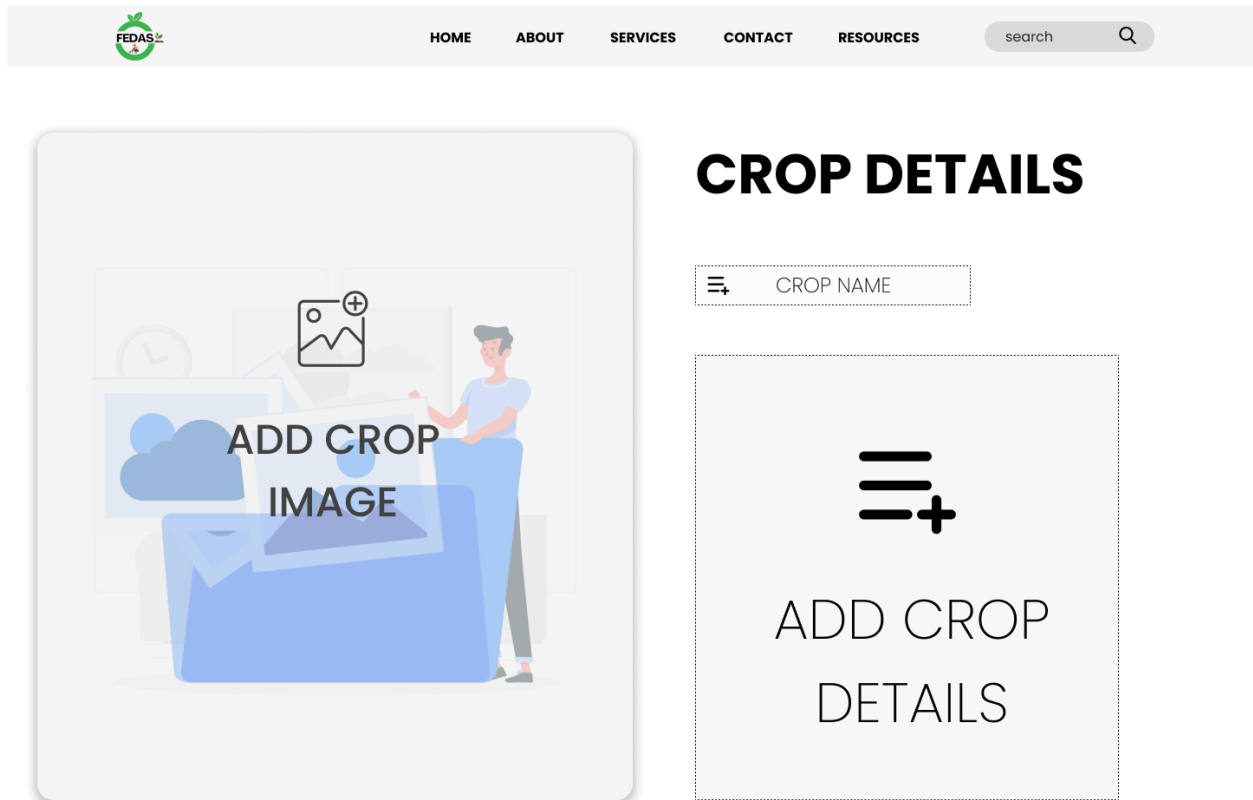 FEDAS
HOME ABOUT SERVICES CONTACT RESOURCES search
ADD CROP
IMAGE
CROP DETAILS
CROP NAME
ADD CROP
DETAILS